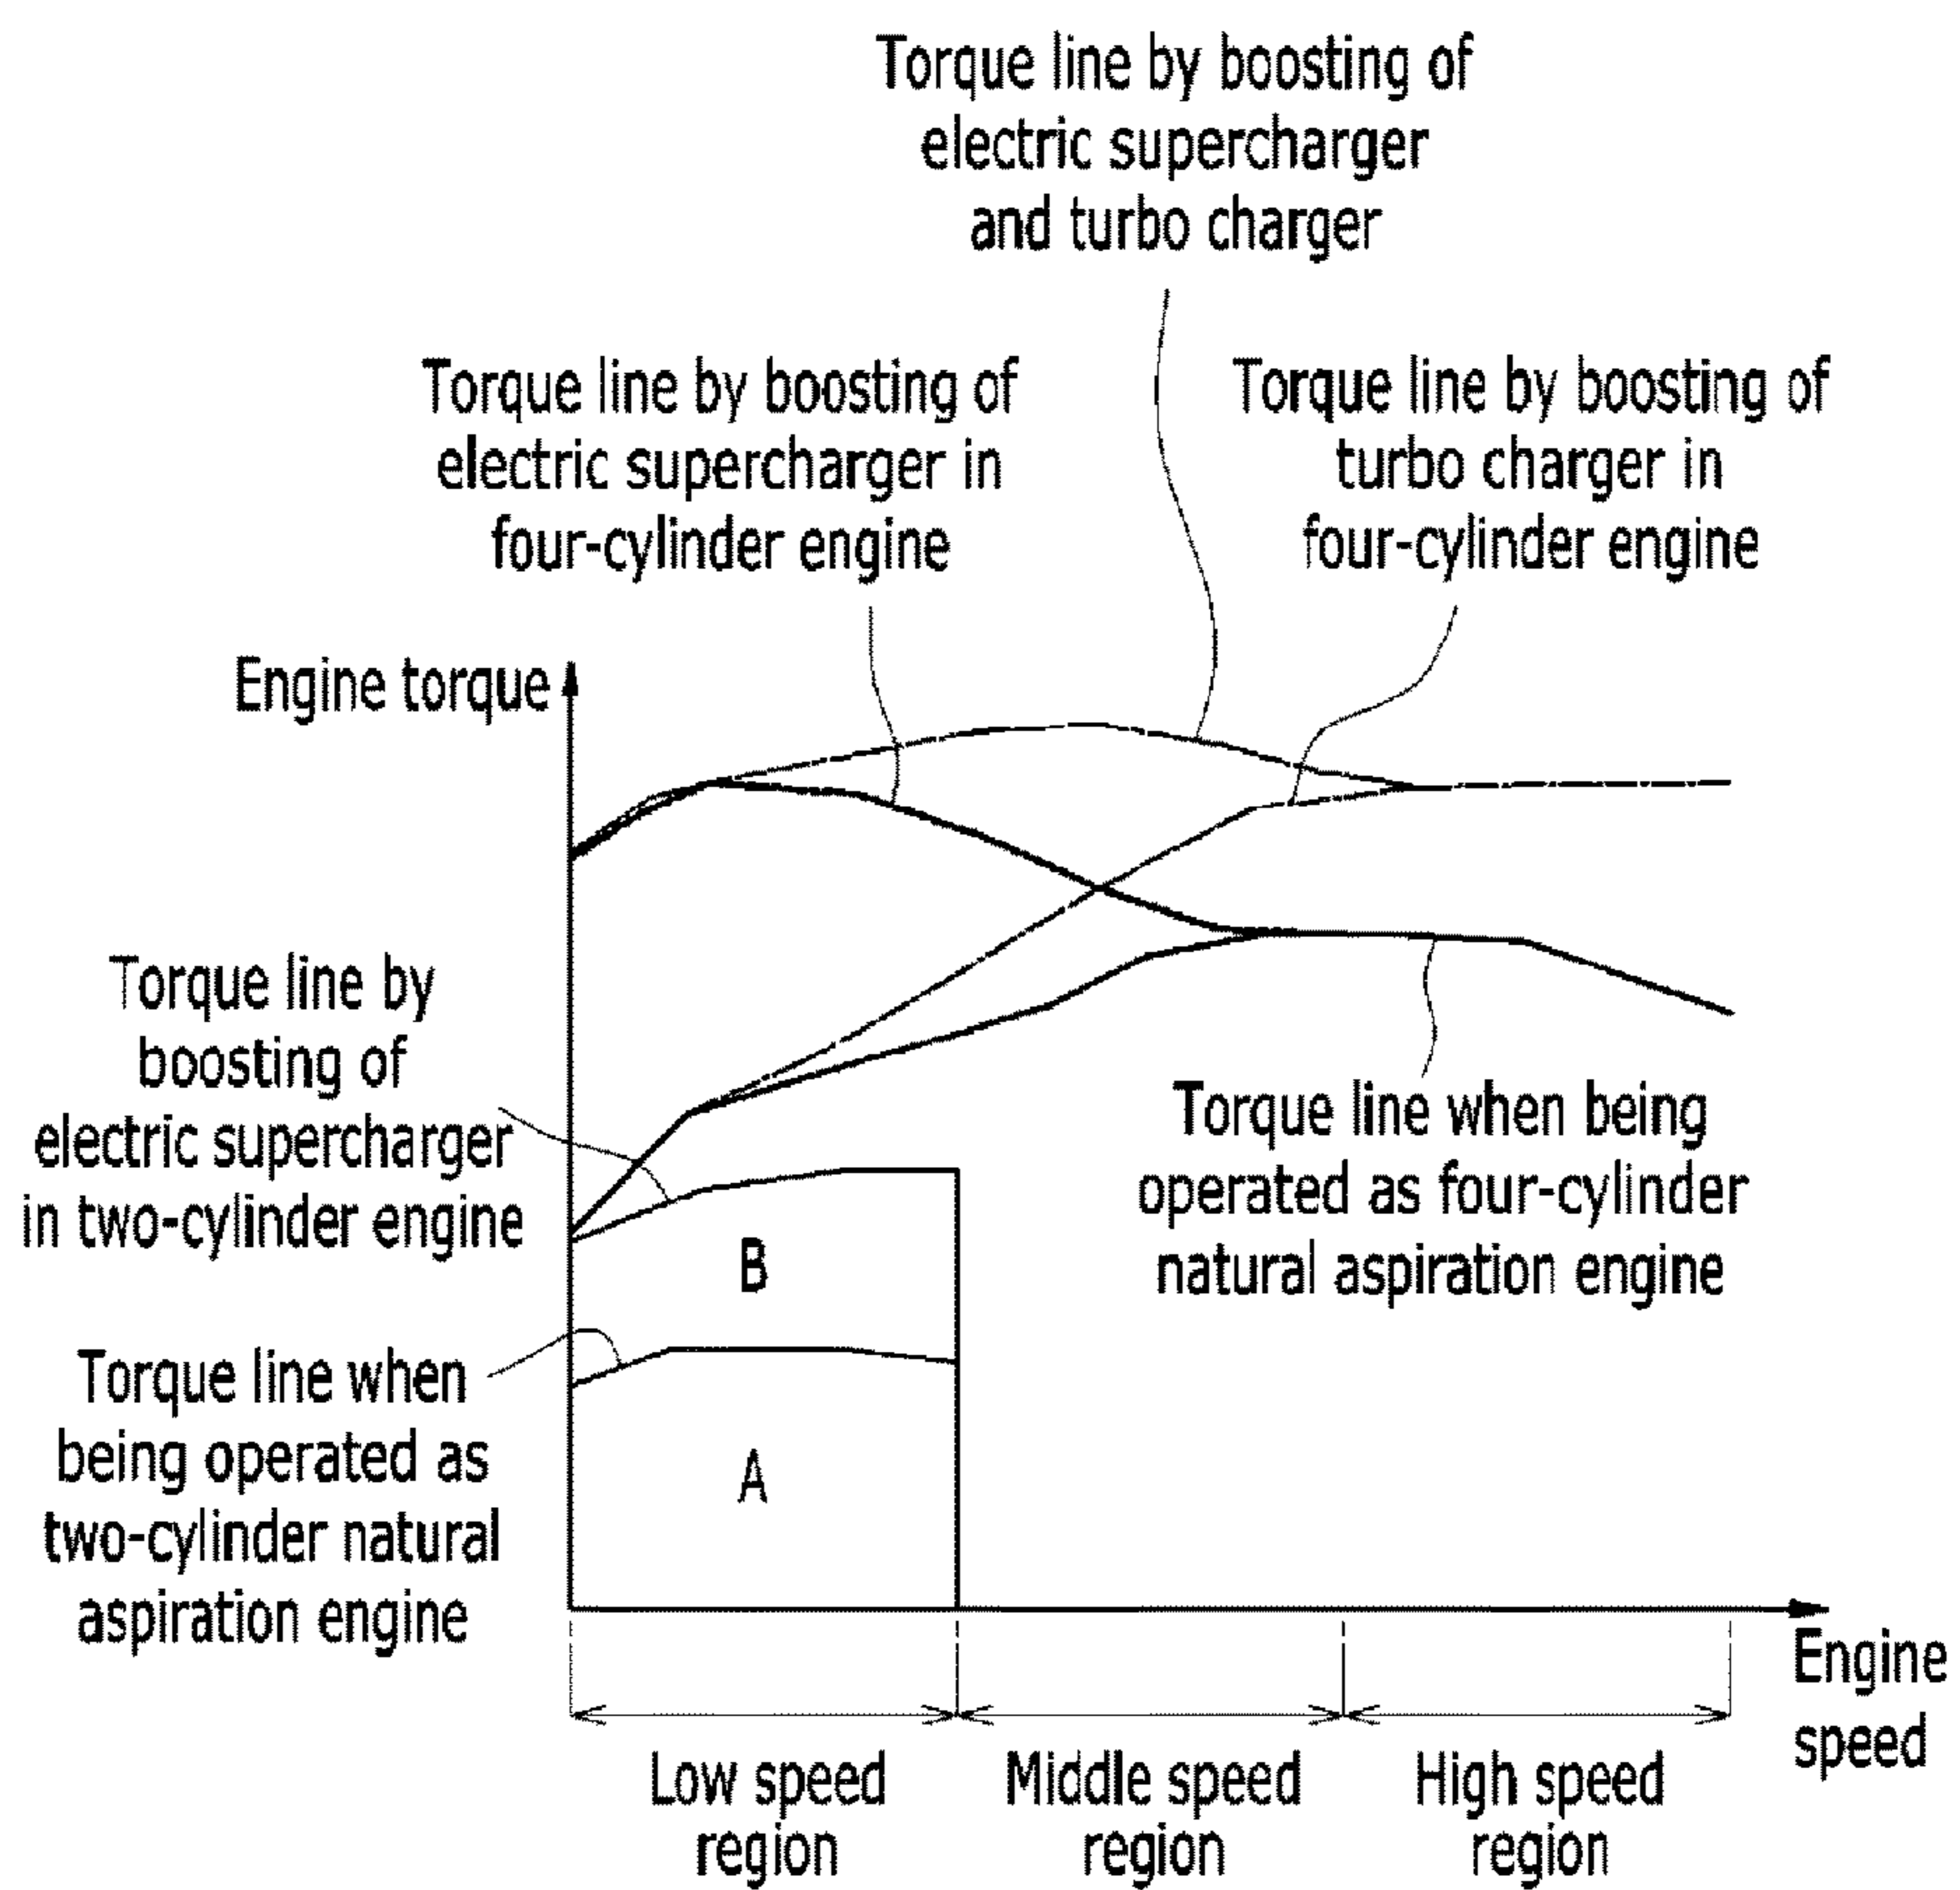 Torque line by boosting of
electric supercharger
and turbo charger
Torque line by boosting of
electric supercharger in
four-cylinder engine
Torque line by boosting of
turbo charger in
four-cylinder engine
Engine torque
Torque line by
boosting of
electric supercharger
in two-cylinder engine
Torque line when being
operated as four-cylinder
natural aspiration engine
B
Torque line when
being operated as
two-cylinder natural
aspiration engine
A
Engine
speed
Low speed
region
Middle speed
region
High speed
region